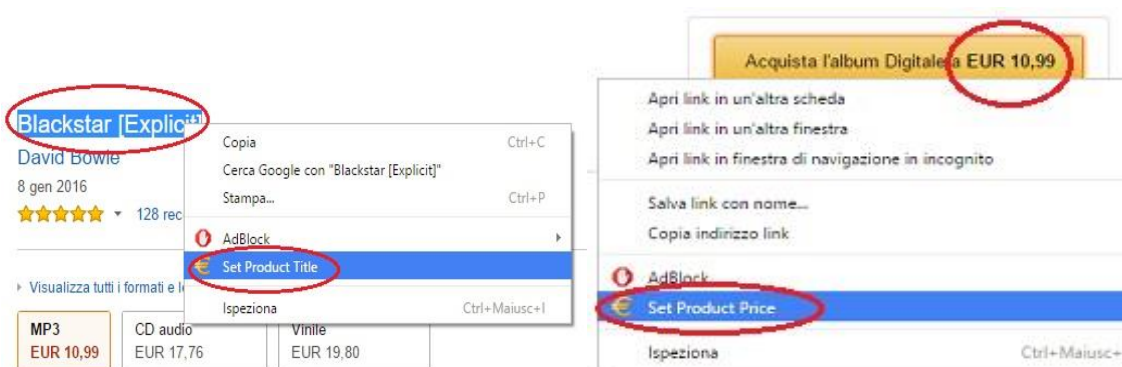 Blackstar [Explicit]
David Bowie
8 gen 2016
128 rec
Visualizza tutti i formati e
MP3
EUR 10,99
CD audio
EUR 17,76
Vinile
EUR 19,80
Copia Ctrl+C
Cerca Google con "Blackstar [Explicit]"
Stampa... Ctrl+P
AdBlock
Set Product Title
Ispeziona Ctrl+Maiusc+I
Acquista l'album Digitale a EUR 10,99
Apri link in un'altra scheda
Apri link in un'altra finestra
Apri link in finestra di navigazione in incognito
Salva link con nome...
Copia indirizzo link
AdBlock
Set Product Price
Ispeziona Ctrl+Maiusc+